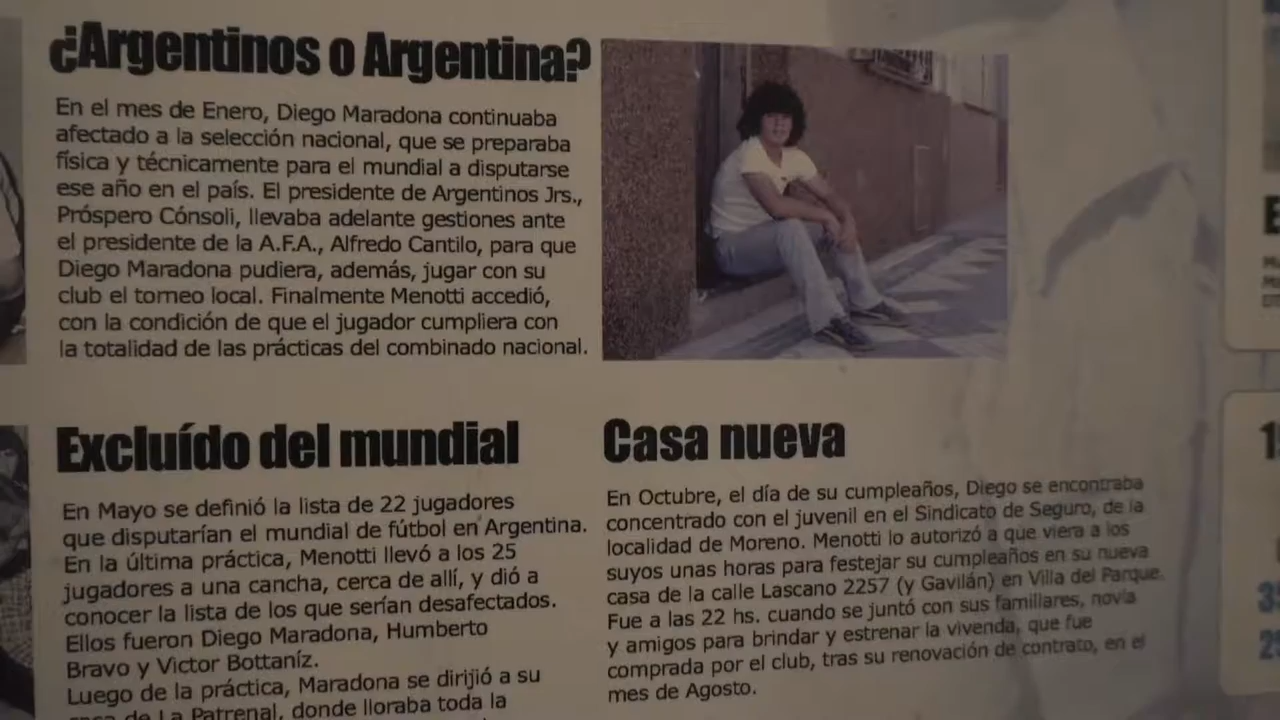 ¿Argentinos o Argentina?
En el mes de Enero, Diego Maradona continuaba
afectado a la selección nacional, que se preparaba
física y técnicamente para el mundial a disputarse
ese año en el país. El presidente de Argentinos Jrs.,
Próspero Cónsoli, llevaba adelante gestiones ante
el presidente de la A.F.A., Alfredo Cantilo, para que
Diego Maradona pudiera, además, jugar con su
club el torneo local. Finalmente Menotti accedió,
con la condición de que el jugador cumpliera con
la totalidad de las prácticas del combinado nacional.
Excluído del mundial
En Mayo se definió la lista de 22 jugadores
que disputarían el mundial de fútbol en Argentina.
En la última práctica, Menotti llevó a los 25
jugadores a una cancha, cerca de allí, y dió a
conocer la lista de los que serían desafectados.
Ellos fueron Diego Maradona, Humberto
Bravo y Victor Bottaníz.
Luego de la práctica, Maradona se dirijió a su
casa de La Paternal, donde lloraba toda la
Casa nueva
En Octubre, el día de su cumpleaños, Diego se encontraba
concentrado con el juvenil en el Sindicato de Seguro, de la
localidad de Moreno. Menotti lo autorizó a que viera a los
suyos unas horas para festejar su cumpleaños en su nueva
casa de la calle Lascano 2257 (y Gavilán) en Villa del Parque.
Fue a las 22 hs. cuando se juntó con sus familiares, novia
y amigos para brindar y estrenar la vivenda, que fue
comprada por el club, tras su renovación de contrato, en el
mes de Agosto.